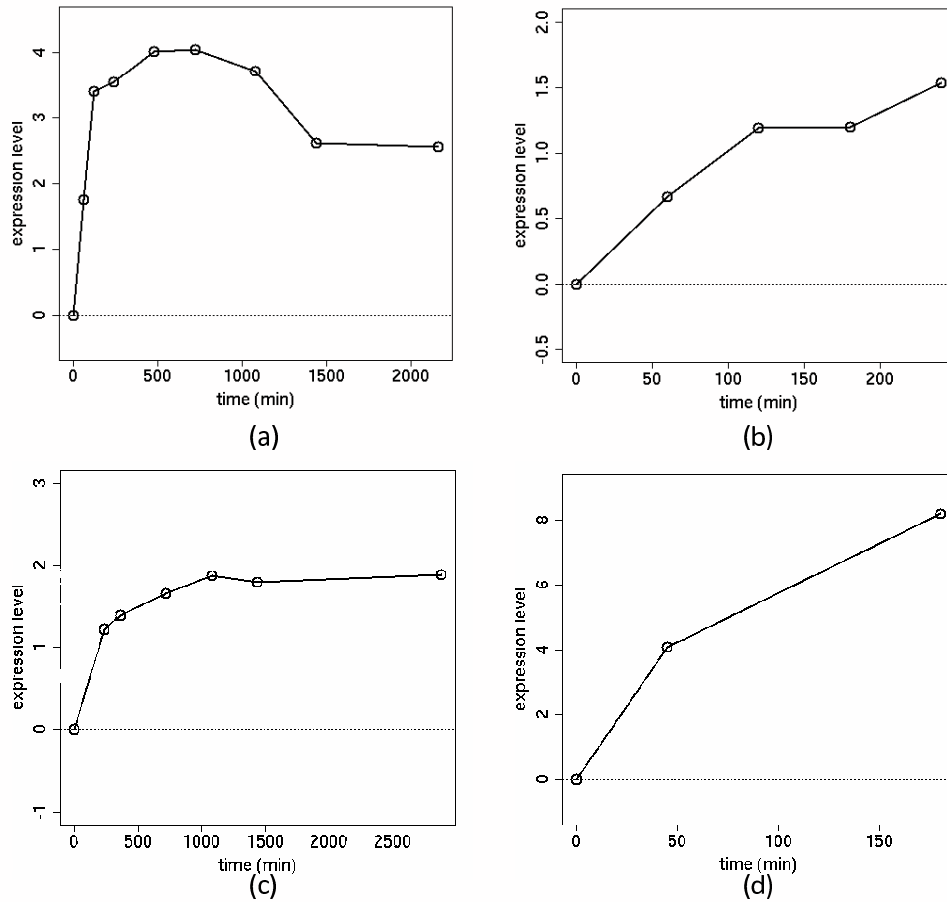 4
3
2
1
0
expression level
0 500 1000 1500 2000
time (min)
(a)
2.0
1.5
1.0
0.5
0.0
-0.5
expression level
0 50 100 150 200
time (min)
(b)
3
2
1
0
-1
expression level
0 500 1000 1500 2000 2500
time (min)
(c)
8
6
4
2
0
expression level
0 50 100 150
time (min)
(d)